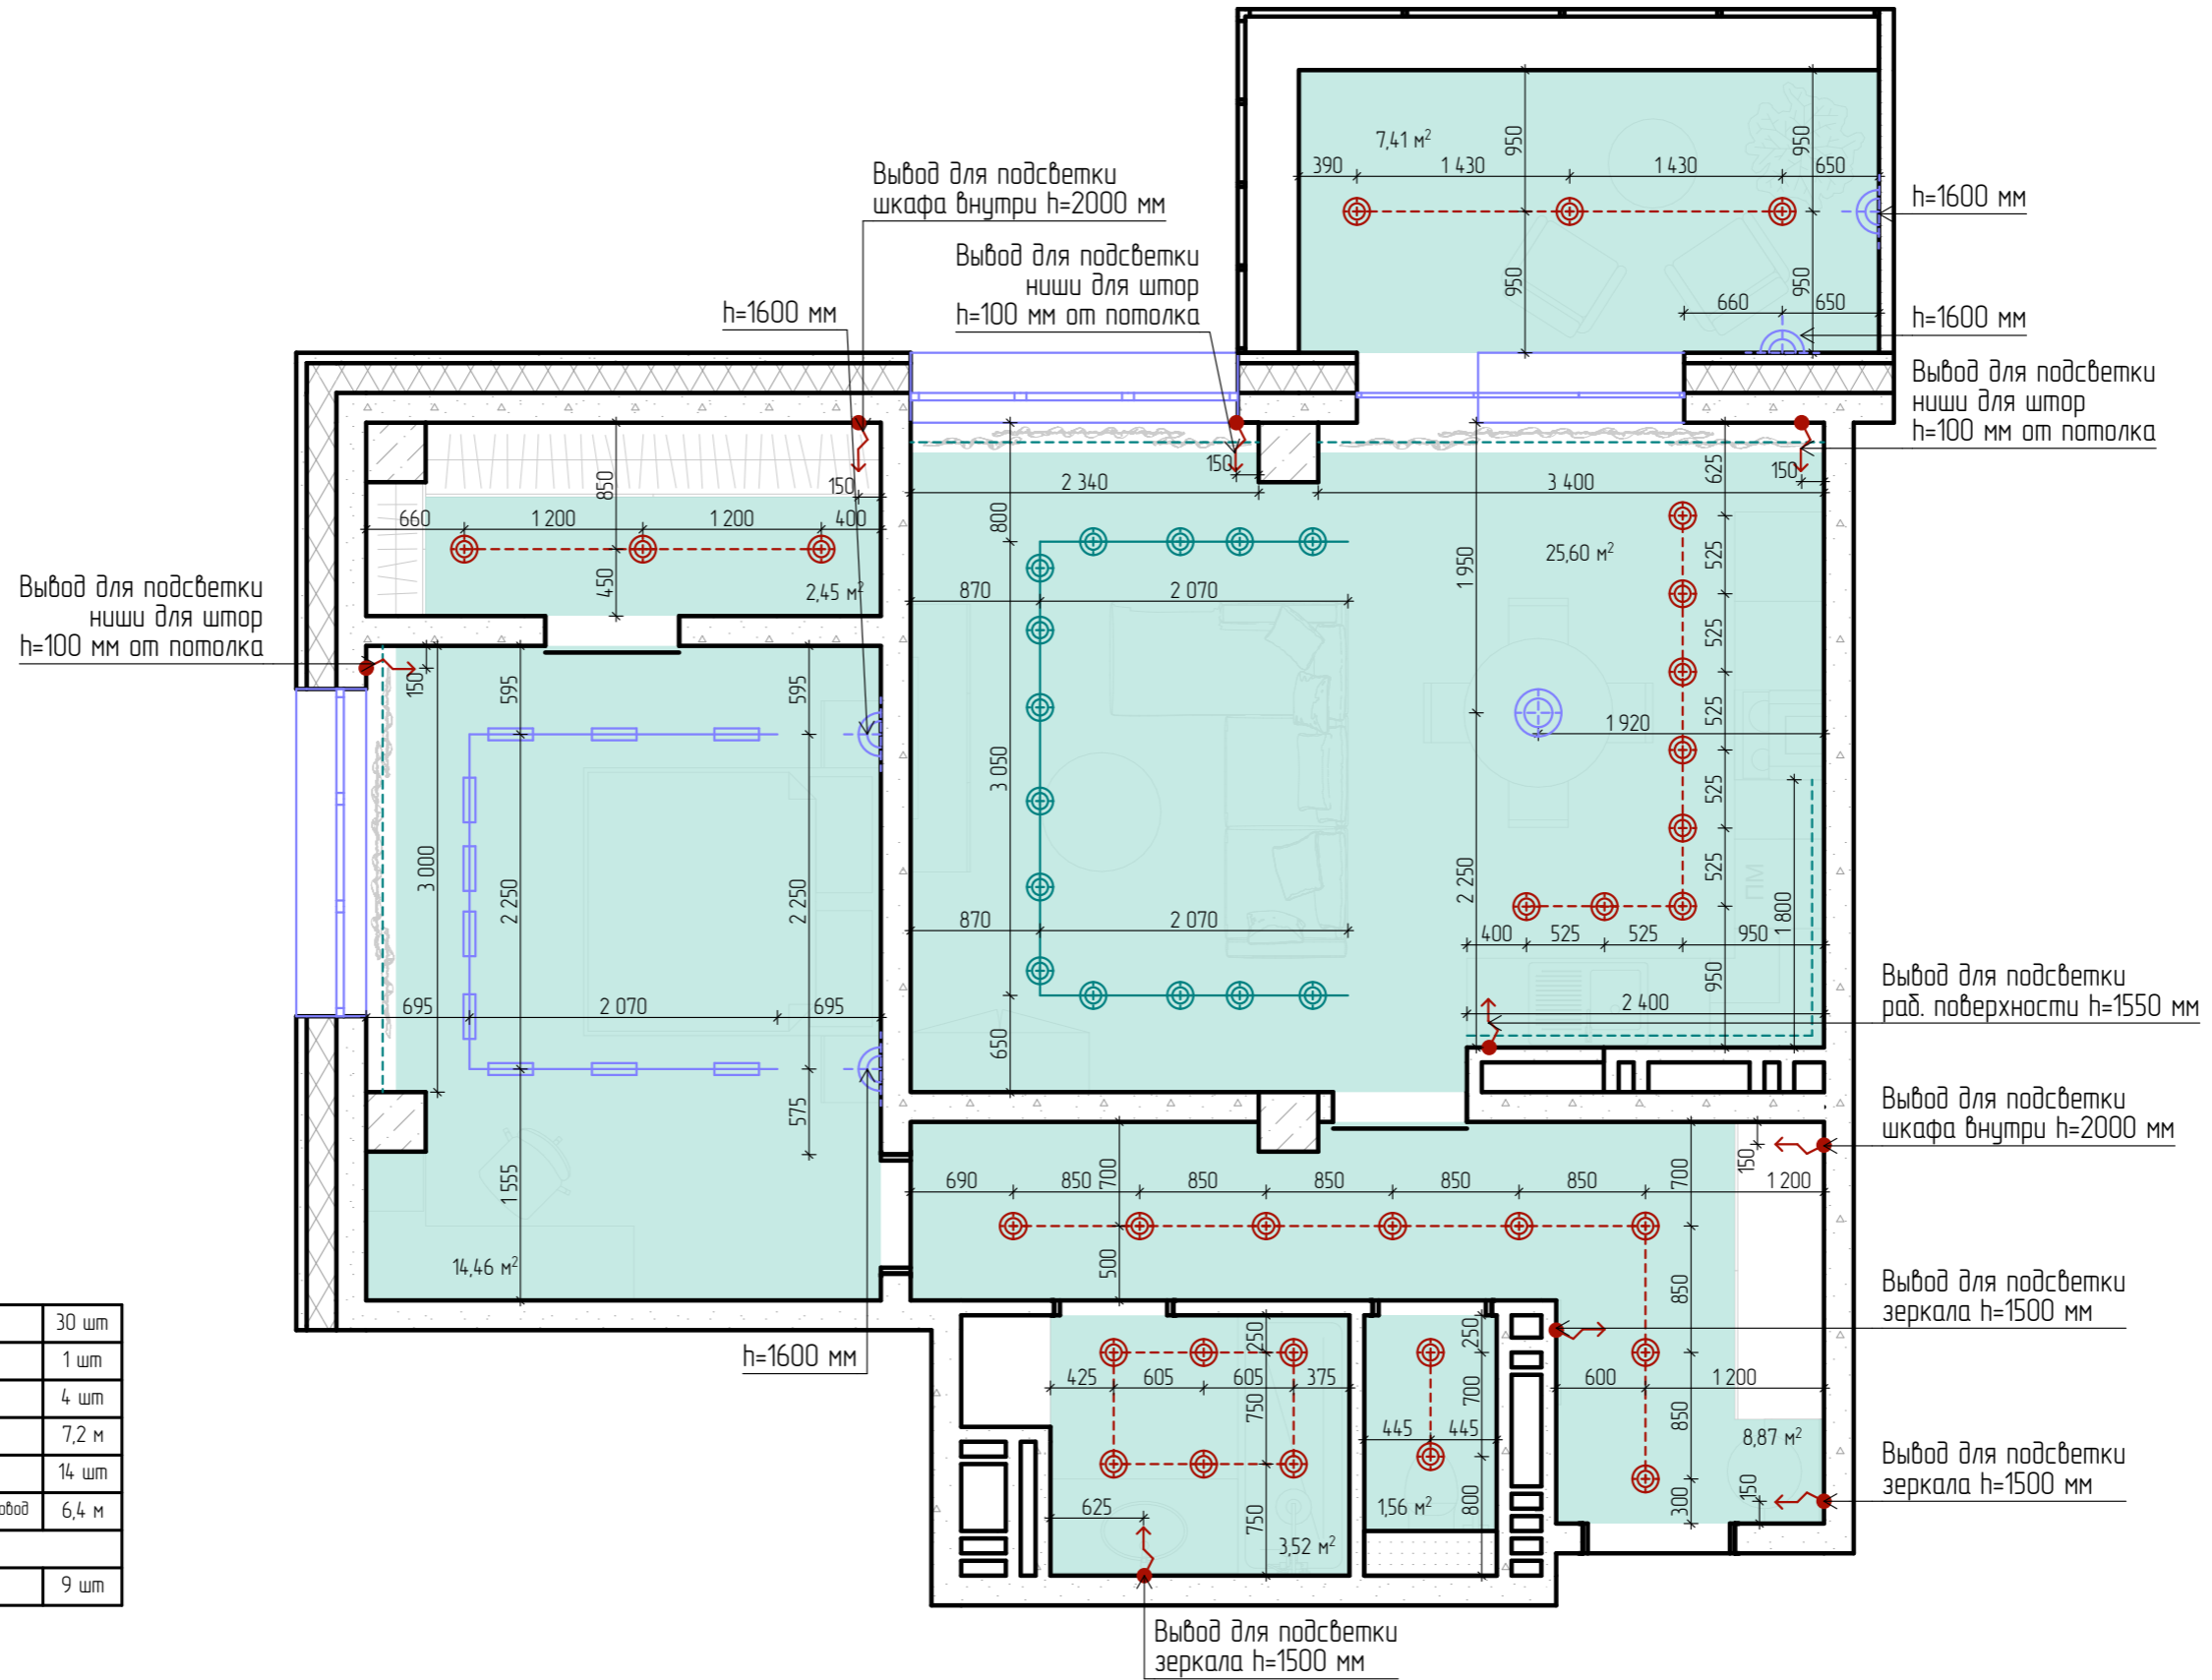 7,41 м²
390
1 430
1 430
650
950
950
950
950
660
650
h=1600 мм
h=1600 мм
Вывод для подсветки
шкафа внутри h=2000 мм
Вывод для подсветки
ниши для штор
h=100 мм от потолка
h=1600 мм
Вывод для подсветки
ниши для штор
h=100 мм от потолка
850
150
660
1 200
1 200
400
450
2,45 м²
Вывод для подсветки
ниши для штор
h=100 мм от потолка
150
2 340
150
3 400
150
625
800
1 950
25,60 м²
525
525
525
525
525
870
2 070
1 920
3 050
2 250
870
2 070
400
525
525
950
1 800
950
2 400
650
ПМ
595
595
150
3 000
2 250
2 250
695
2 070
695
575
1 555
14,46 м²
h=1600 мм
Вывод для подсветки
раб. поверхности h=1550 мм
Вывод для подсветки
шкафа внутри h=2000 мм
690
850
700
850
850
850
850
700
150
1 200
500
850
600
1 200
850
8,87 м²
300
150
Вывод для подсветки
зеркала h=1500 мм
Вывод для подсветки
зеркала h=1500 мм
250
425
605
605
375
750
625
750
3,52 м²
250
700
445
445
1,56 м²
800
Вывод для подсветки
зеркала h=1500 мм
30 шт
1 шт
4 шт
7,2 м
14 шт
6,4 м
9 шт